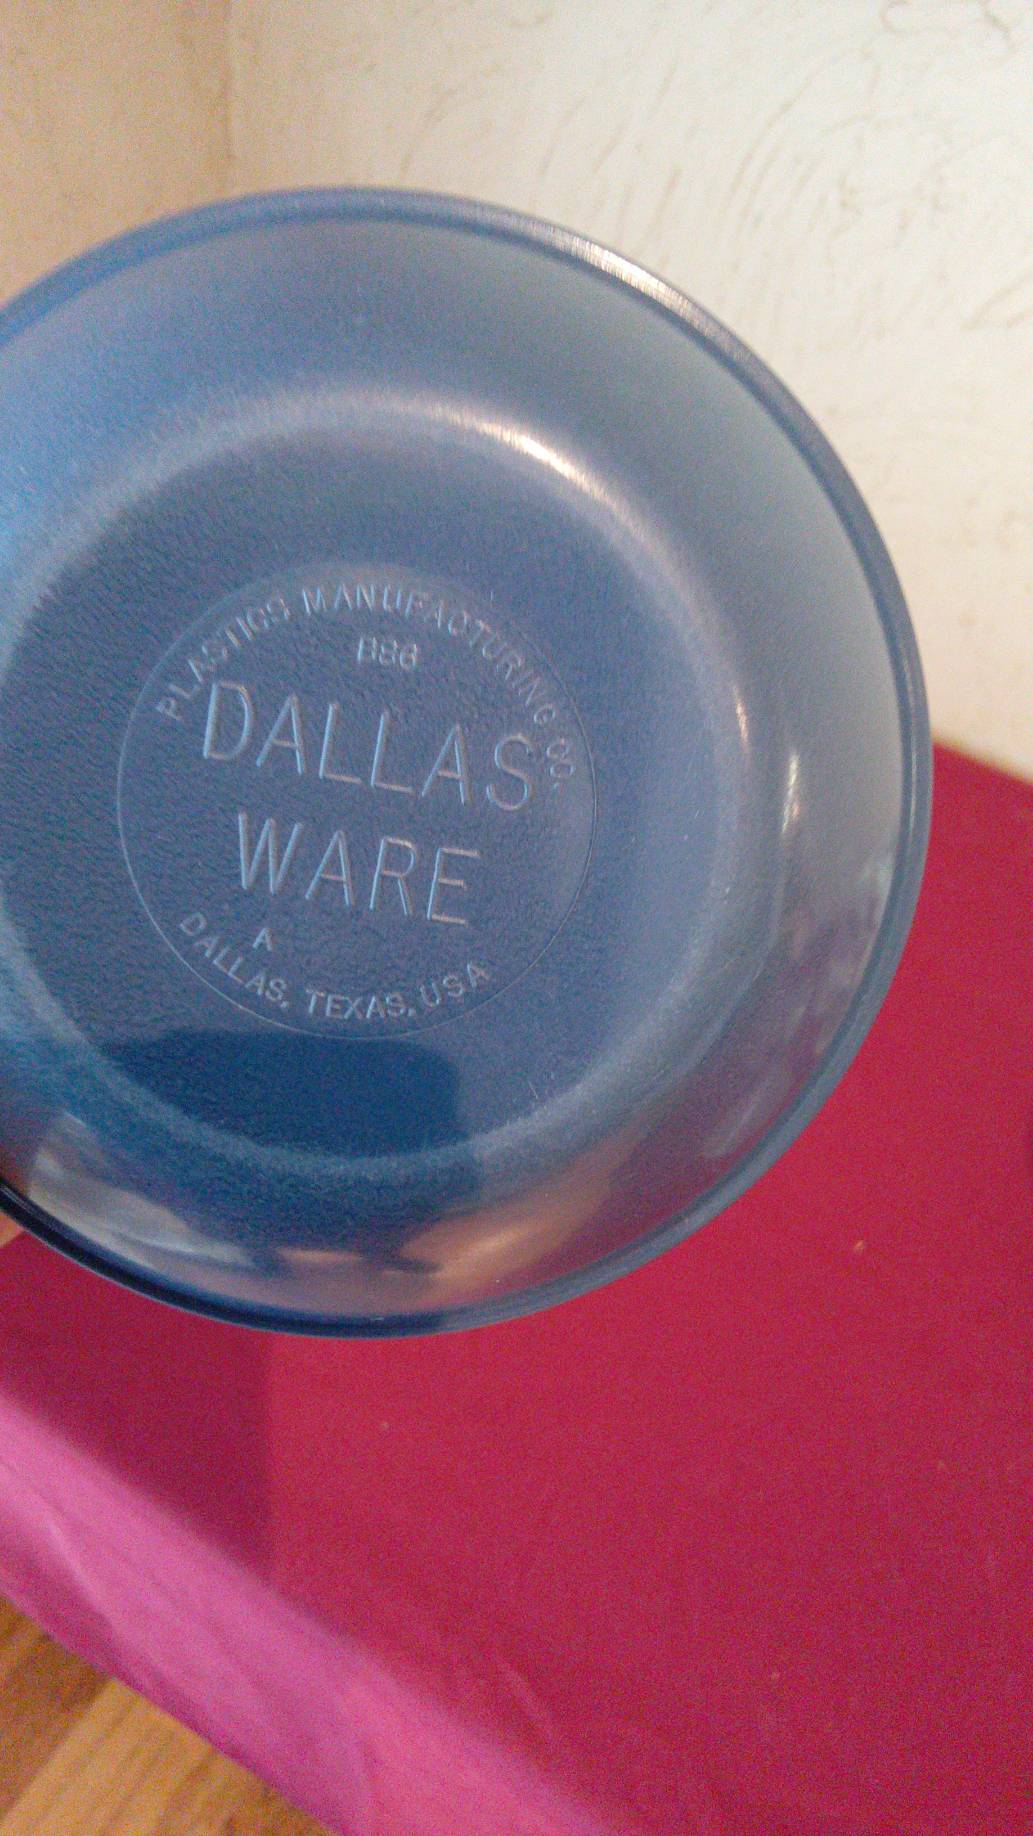 PLASTICS MANUFACTURING CO.
B86
DALLAS
WARE
A
DALLAS, TEXAS, USA